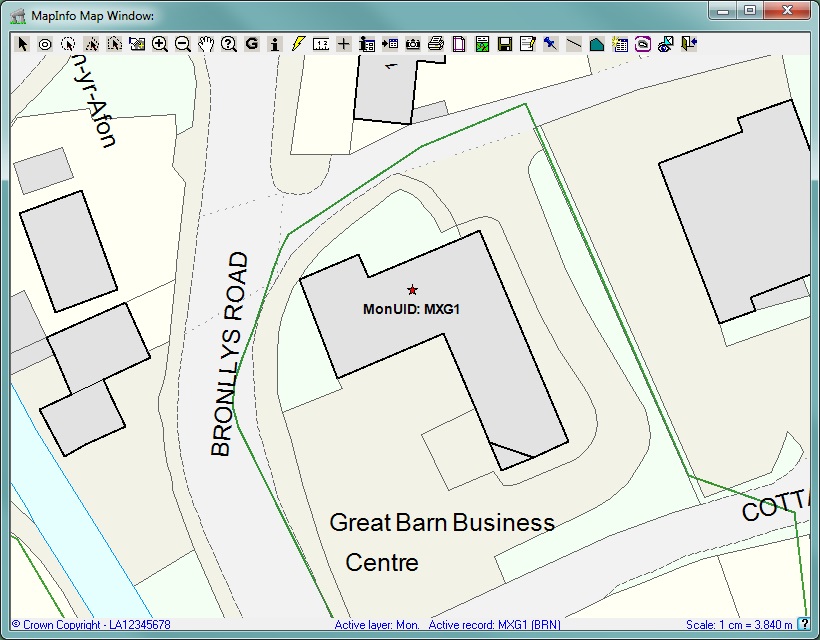 MapInfo Map Window:
n-yr-Afon
BRONLLYS ROAD
MonUID: MXG1
Great Barn Business
Centre
COTTA
© Crown Copyright - LA12345678
Active layer: Mon. Active record: MXG1 (BRN)
Scale: 1 cm = 3.840 m